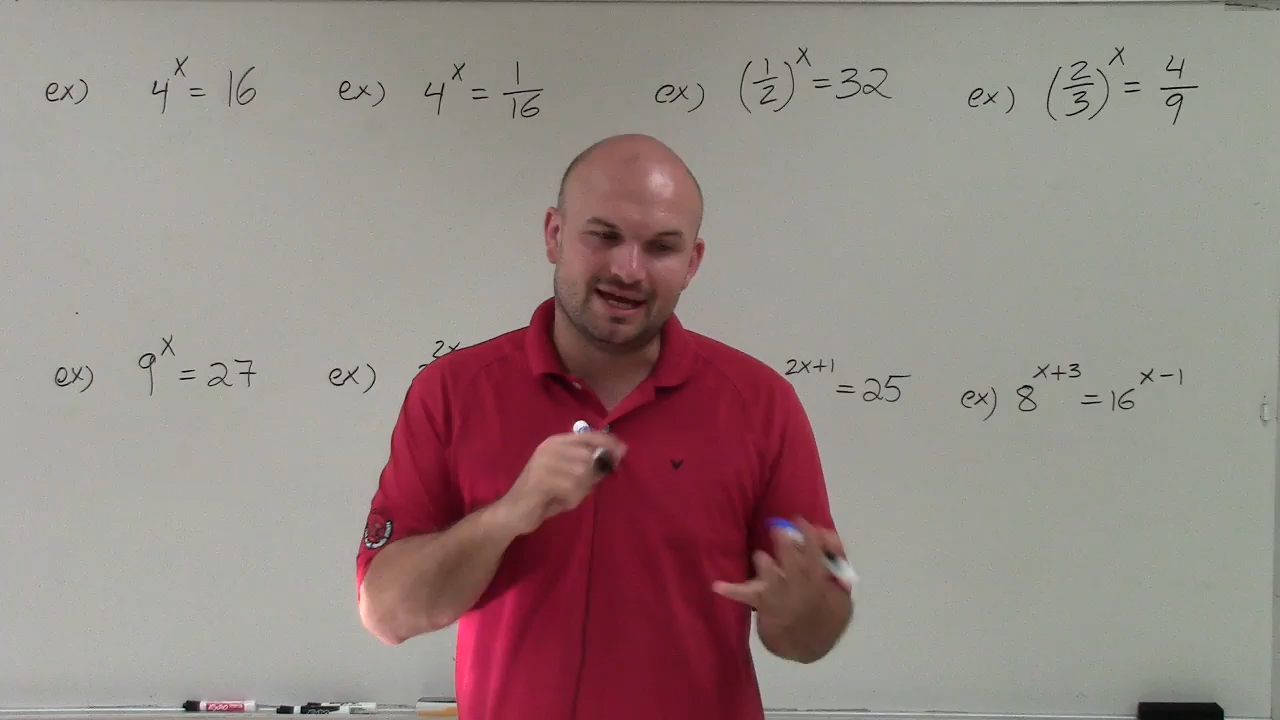 ex) 4^x = 16 ex) 4^x = 1/16 ex) (1/2)^x = 32 ex) (2/3)^x = 4/9
ex) 9^x = 27 ex) 2x 2x+1 = 25 ex) 8^x+3 = 16^x-1